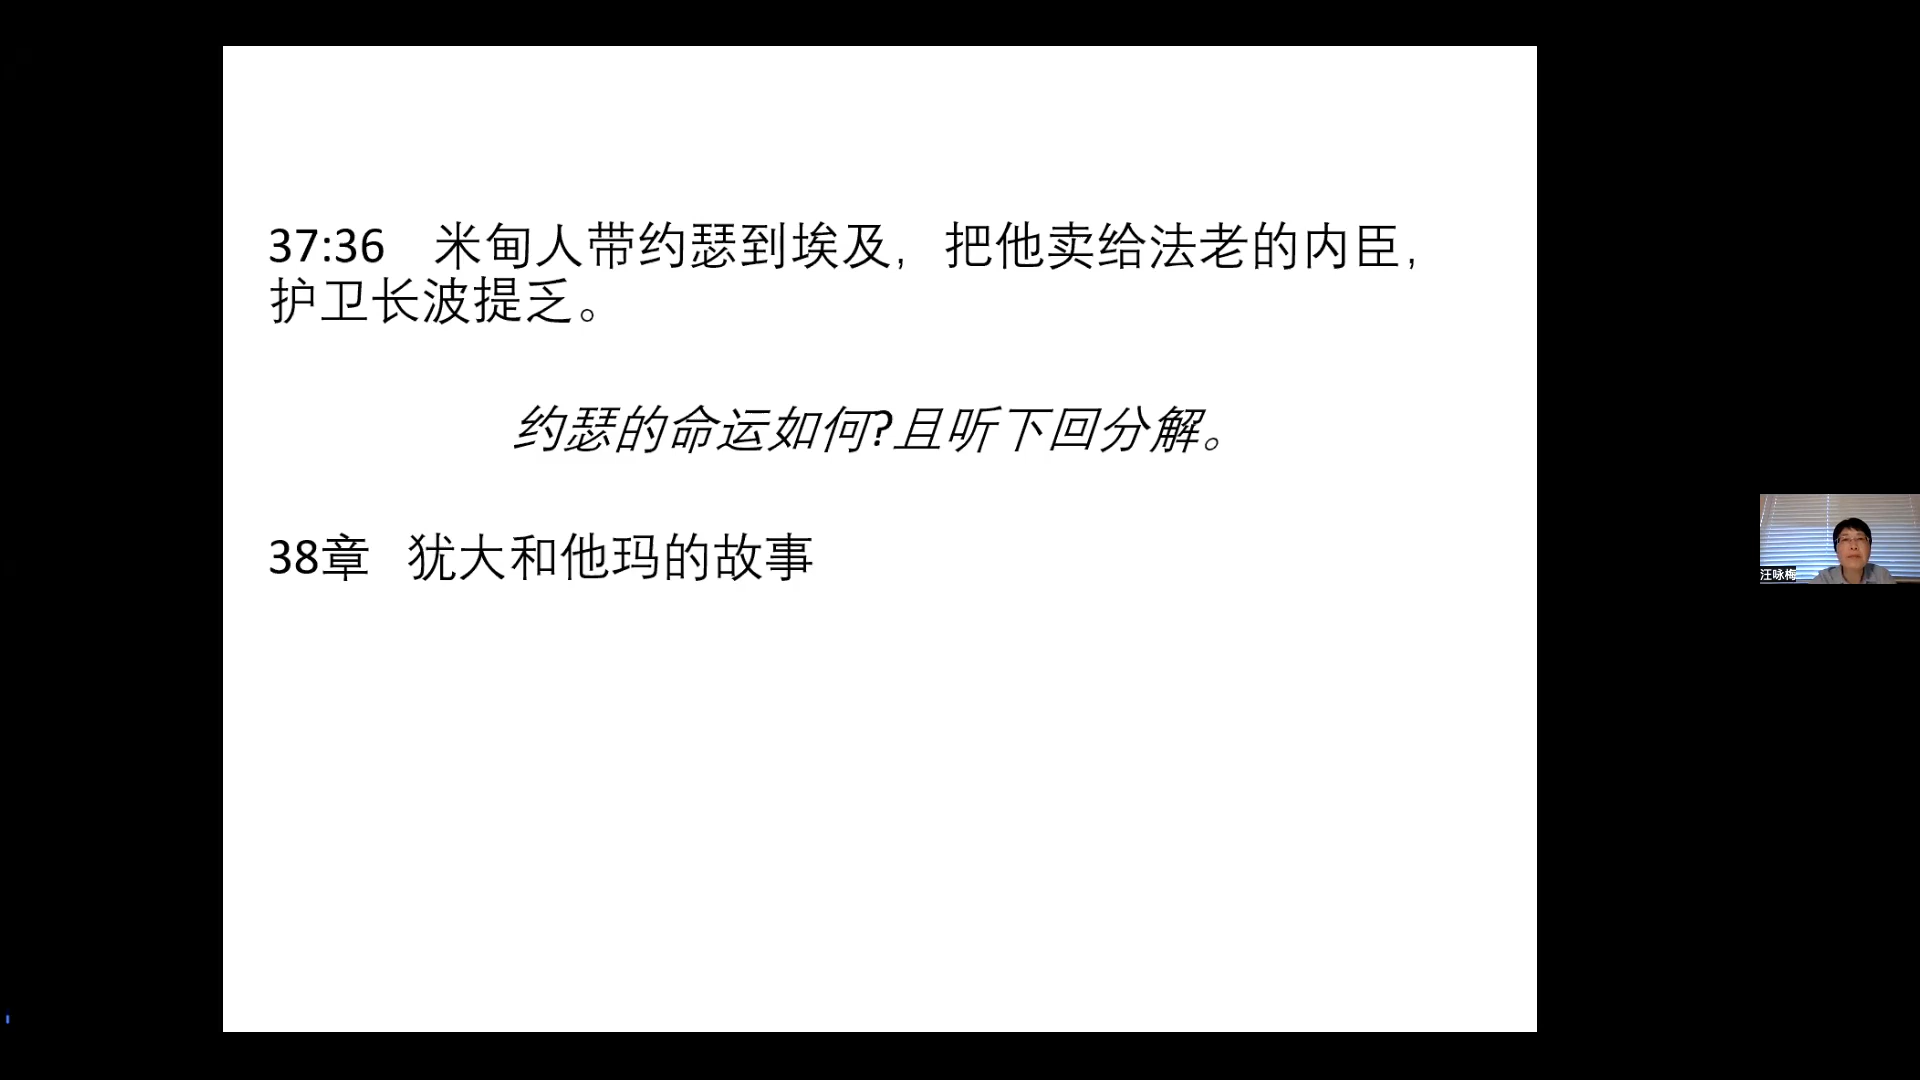 37:36 米甸人带约瑟到埃及，把他卖给法老的内臣，
护卫长波提乏。
约瑟的命运如何?且听下回分解。
38章 犹大和他玛的故事
汪咏梅